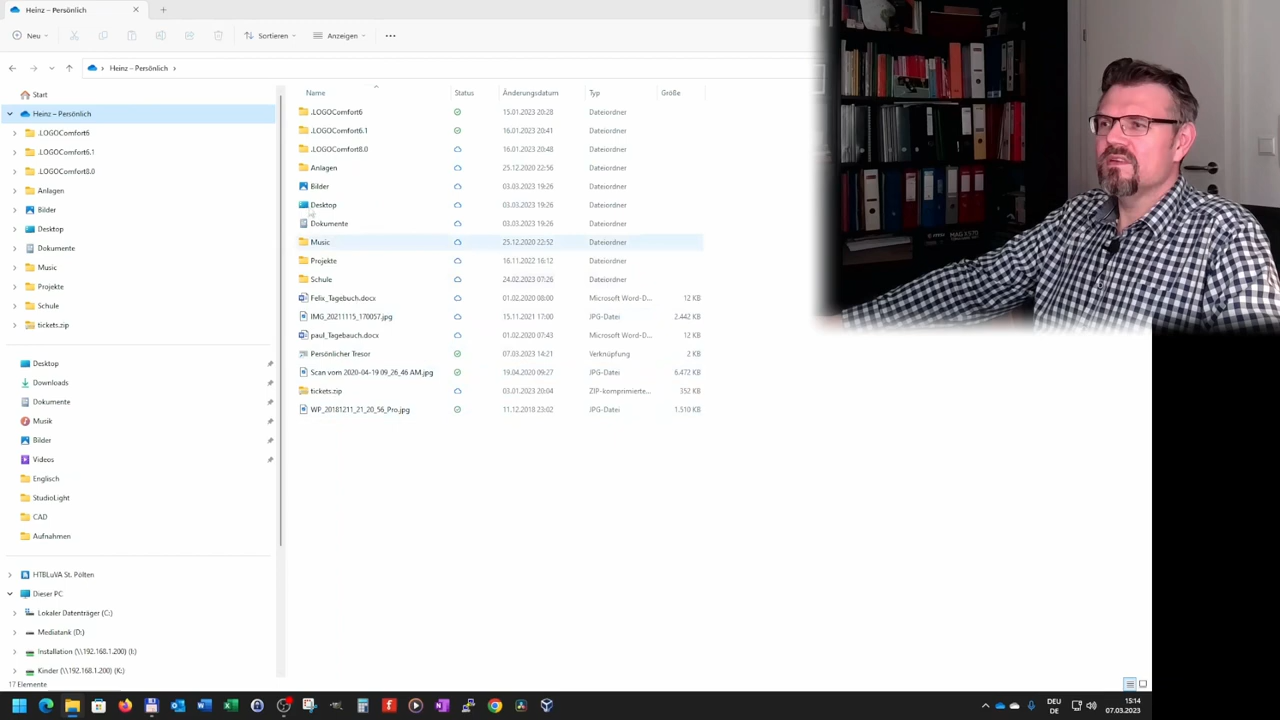 Heinz – Persönlich
Neu
Sortieren
Anzeigen
Heinz – Persönlich
Start
Heinz – Persönlich
.LOGOComfort6
.LOGOComfort6.1
.LOGOComfort8.0
Anlagen
Bilder
Desktop
Dokumente
Music
Projekte
Schule
tickets.zip
Desktop
Downloads
Dokumente
Musik
Bilder
Videos
Englisch
StudioLight
CAD
Aufnahmen
HTBLuVA St. Pölten
Dieser PC
Lokaler Datenträger (C:)
Mediatank (D:)
Installation (\\192.168.1.200) (I:)
Kinder (\\192.168.1.200) (K:)
17 Elemente
Name Status Änderungsdatum Typ Größe
.LOGOComfort6 15.01.2023 20:28 Dateiordner
.LOGOComfort6.1 16.01.2023 20:41 Dateiordner
.LOGOComfort8.0 16.01.2023 20:48 Dateiordner
Anlagen 25.12.2020 22:56 Dateiordner
Bilder 03.03.2023 19:26 Dateiordner
Desktop 03.03.2023 19:26 Dateiordner
Dokumente 03.03.2023 19:26 Dateiordner
Music 25.12.2020 22:52 Dateiordner
Projekte 16.11.2022 16:12 Dateiordner
Schule 24.02.2023 07:26 Dateiordner
Felix_Tagebuch.docx 01.02.2020 08:00 Microsoft Word-D... 12 KB
IMG_20211115_170057.jpg 15.11.2021 17:00 JPG-Datei 2.442 KB
paul_Tagebauch.docx 01.02.2020 07:43 Microsoft Word-D... 12 KB
Persönlicher Tresor 07.03.2023 14:21 Verknüpfung 2 KB
Scan vom 2020-04-19 09_26_46 AM.jpg 19.04.2020 09:27 JPG-Datei 6.472 KB
tickets.zip 03.01.2023 20:04 ZIP-komprimierte... 352 KB
WP_20181211_21_20_56_Pro.jpg 11.12.2018 23:02 JPG-Datei 1.510 KB
MAG X570
DEU
DE
15:14
07.03.2023